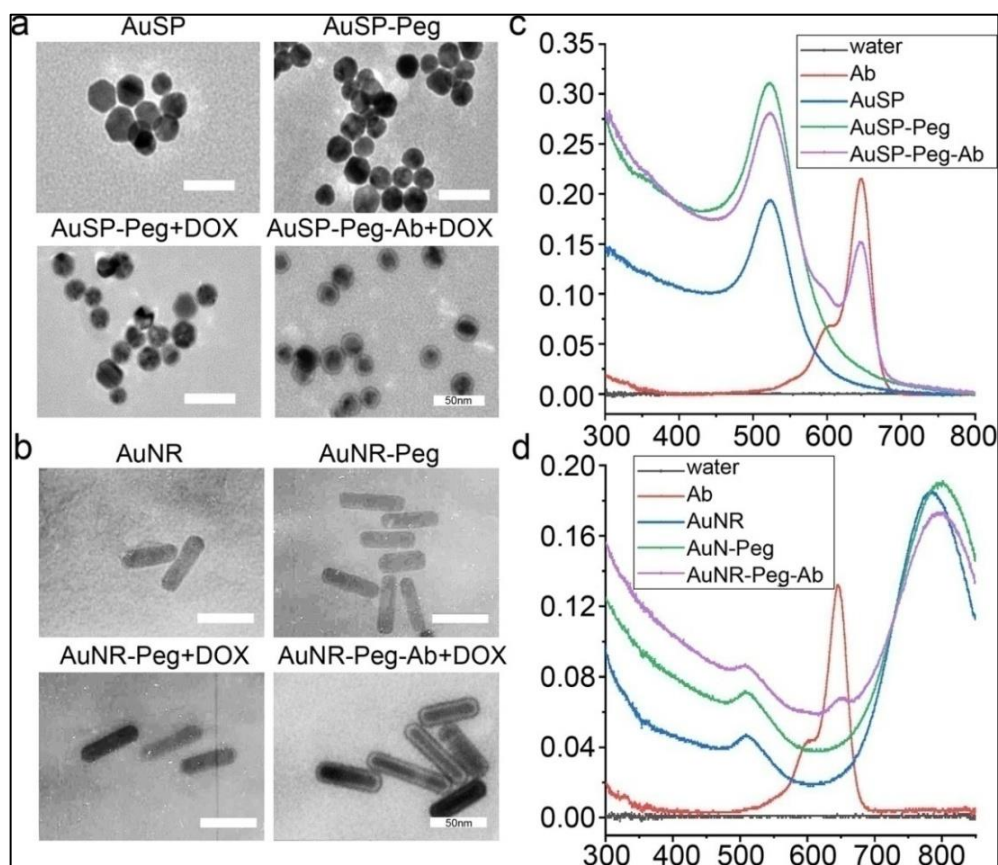 a
AuSP
AuSP-Peg
AuSP-Peg+DOX
AuSP-Peg-Ab+DOX
50nm
b
AuNR
AuNR-Peg
AuNR-Peg+DOX
AuNR-Peg-Ab+DOX
50nm
c
0.35
0.30
0.25
0.20
0.15
0.10
0.05
0.00
water
Ab
AuSP
AuSP-Peg
AuSP-Peg-Ab
300 400 500 600 700 800
d
0.20
0.16
0.12
0.08
0.04
0.00
water
Ab
AuNR
AuN-Peg
AuNR-Peg-Ab
300 400 500 600 700 800